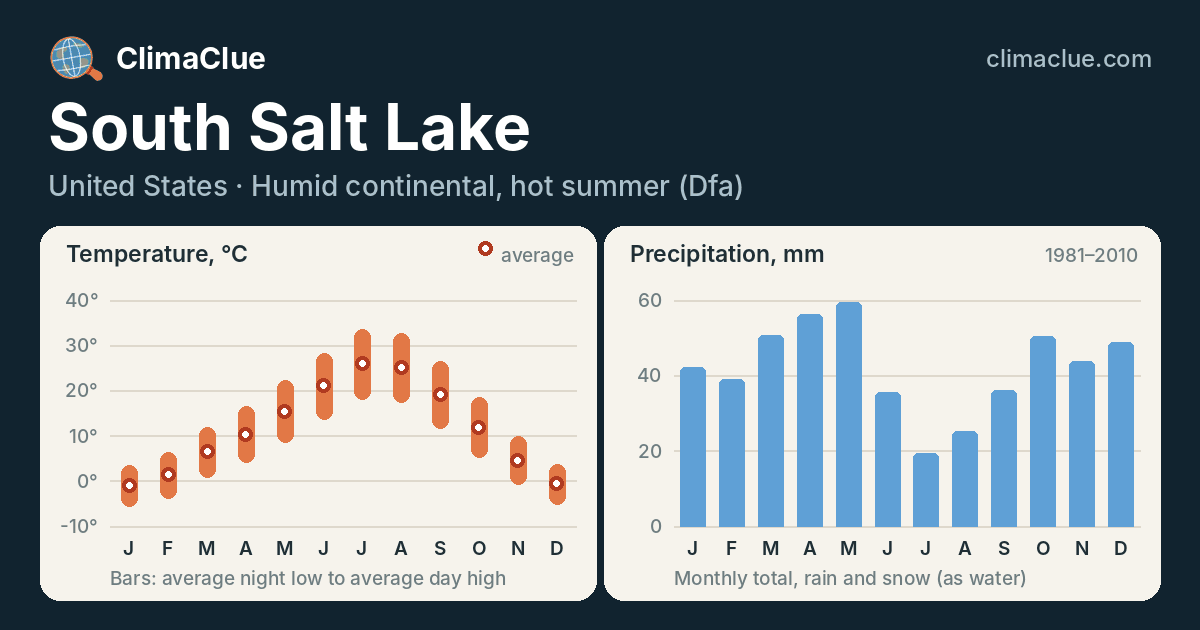 ClimaClue
climaclue.com
South Salt Lake
United States · Humid continental, hot summer (Dfa)
Temperature, °C
average
40°
30°
20°
10°
0°
-10°
J F M A M J J A S O N D
Bars: average night low to average day high
Precipitation, mm
1981–2010
60
40
20
0
J F M A M J J A S O N D
Monthly total, rain and snow (as water)